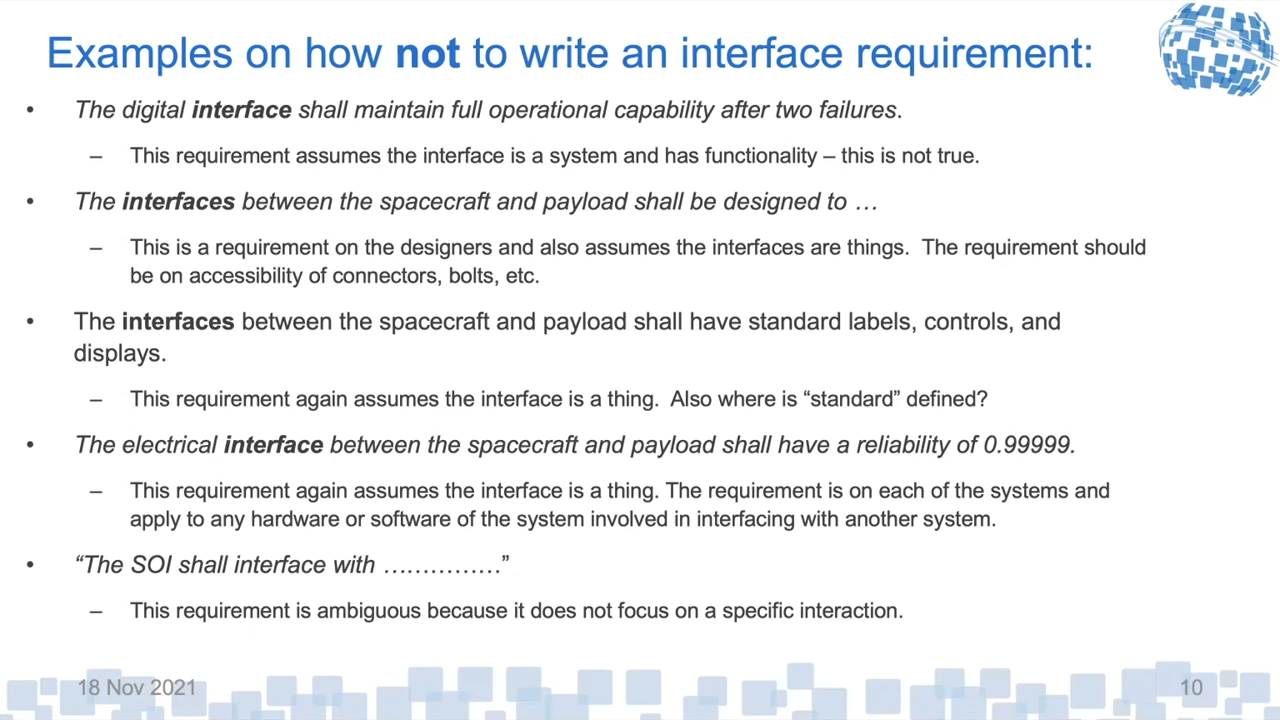 Examples on how not to write an interface requirement:
• The digital interface shall maintain full operational capability after two failures.
– This requirement assumes the interface is a system and has functionality – this is not true.
• The interfaces between the spacecraft and payload shall be designed to …
– This is a requirement on the designers and also assumes the interfaces are things. The requirement should
be on accessibility of connectors, bolts, etc.
• The interfaces between the spacecraft and payload shall have standard labels, controls, and
displays.
– This requirement again assumes the interface is a thing. Also where is “standard” defined?
• The electrical interface between the spacecraft and payload shall have a reliability of 0.99999.
– This requirement again assumes the interface is a thing. The requirement is on each of the systems and
apply to any hardware or software of the system involved in interfacing with another system.
• “The SOI shall interface with ……………”
– This requirement is ambiguous because it does not focus on a specific interaction.
18 Nov 2021
10